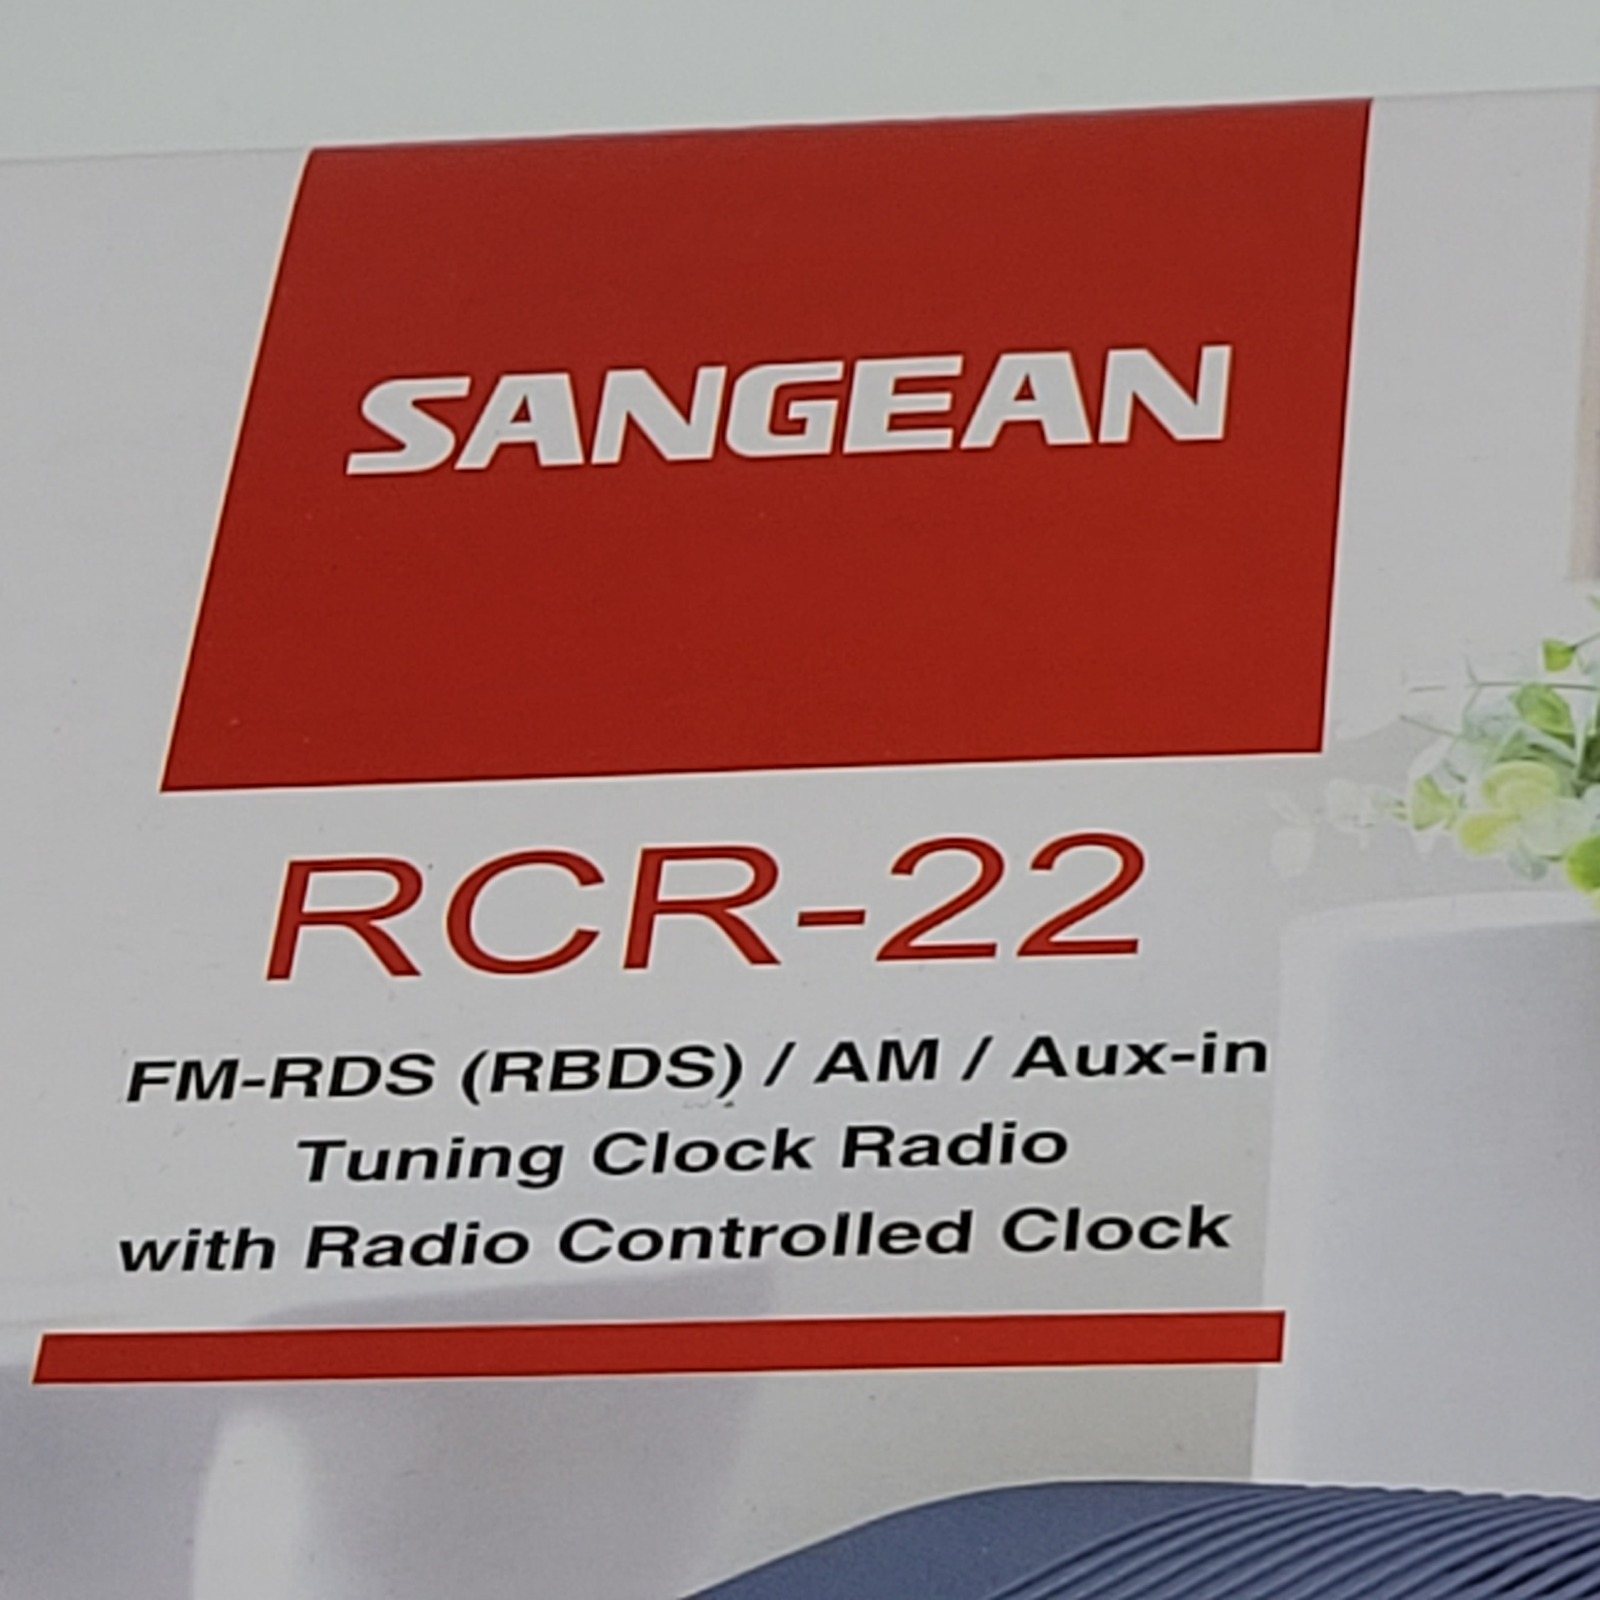 SANGEAN
RCR-22
FM-RDS (RBDS) / AM / Aux-in
Tuning Clock Radio
with Radio Controlled Clock